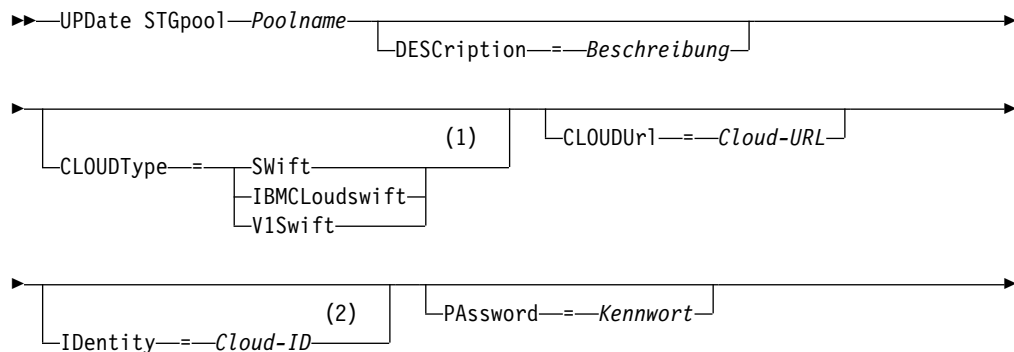 UPDate STGpool Poolname
DESCription = Beschreibung
(1)
CLOUDType = SWift
IBMCLoudswift
V1Swift
CLOUDUrl = Cloud-URL
(2)
IDentity = Cloud-ID
PAssword = Kennwort